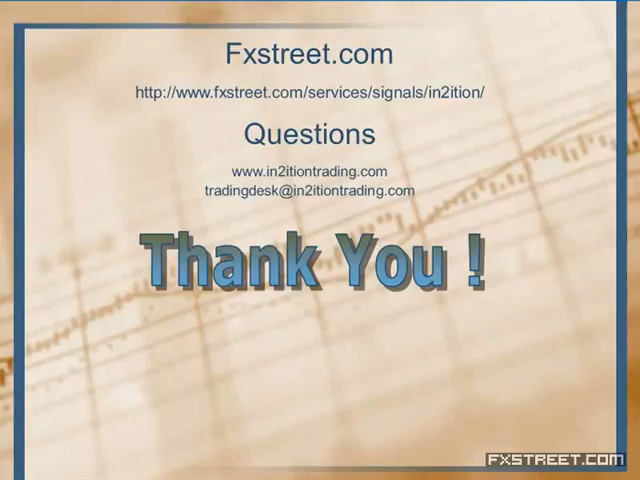 Fxstreet.com
http://www.fxstreet.com/services/signals/in2ition/
Questions
www.in2itiontrading.com
tradingdesk@in2itiontrading.com
Thank You !
FXSTREET.COM